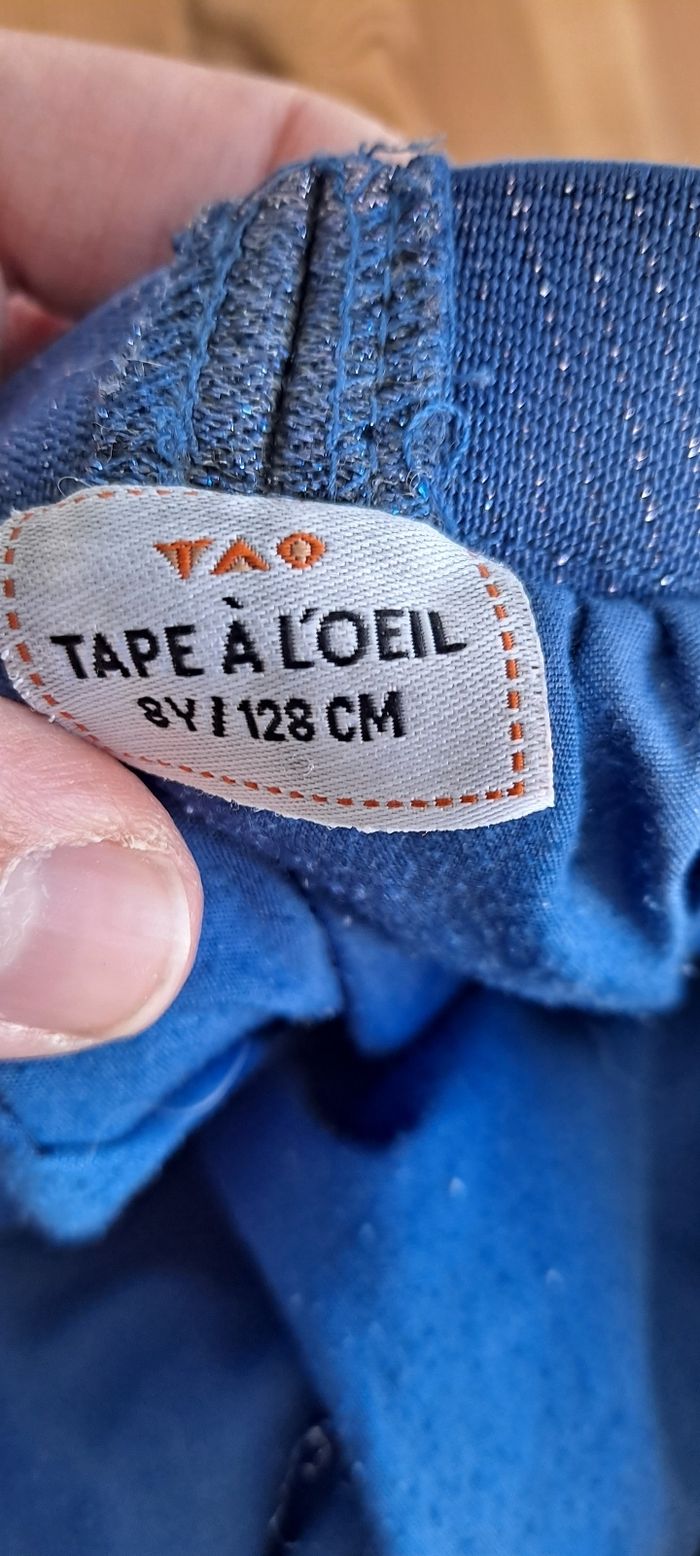 TAO
TAPE À L'OEIL
8Y/128 CM